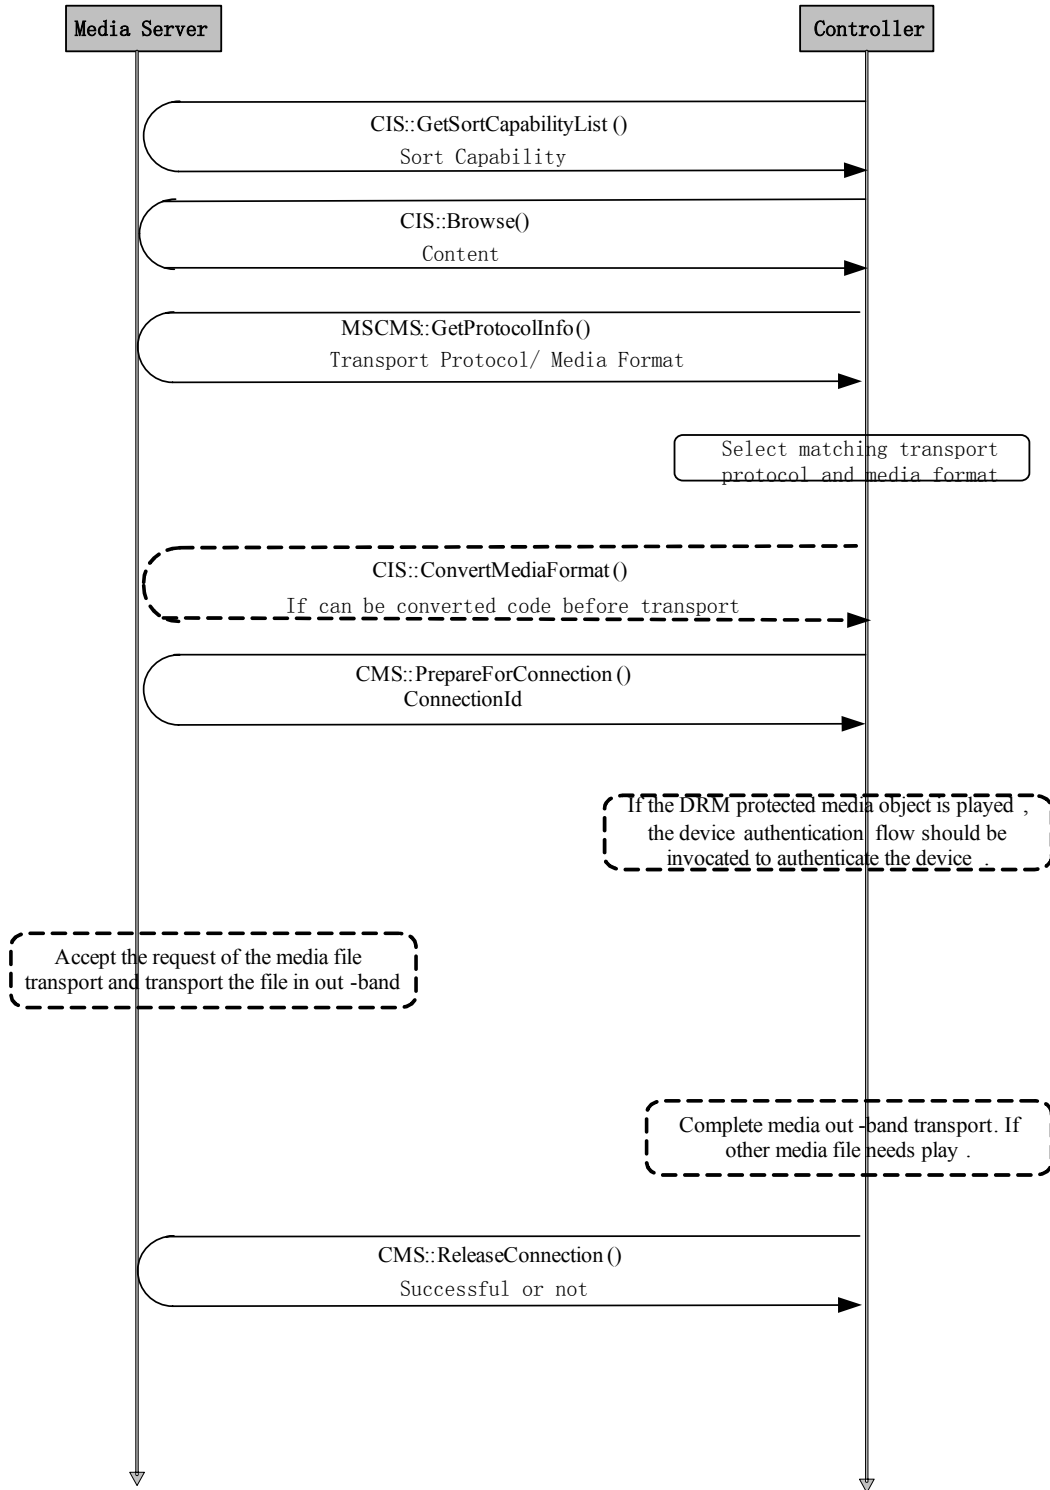 Media Server
Controller
CIS::GetSortCapabilityList ()
Sort Capability
CIS::Browse()
Content
MSCMS::GetProtocolInfo()
Transport Protocol/ Media Format
Select matching transport
protocol and media format
CIS::ConvertMediaFormat()
If can be converted code before transport
CMS::PrepareForConnection ()
ConnectionId
If the DRM protected media object is played ,
the device authentication flow should be
invocated to authenticate the device .
Accept the request of the media file
transport and transport the file in out -band
Complete media out -band transport. If
other media file needs play .
CMS::ReleaseConnection ()
Successful or not